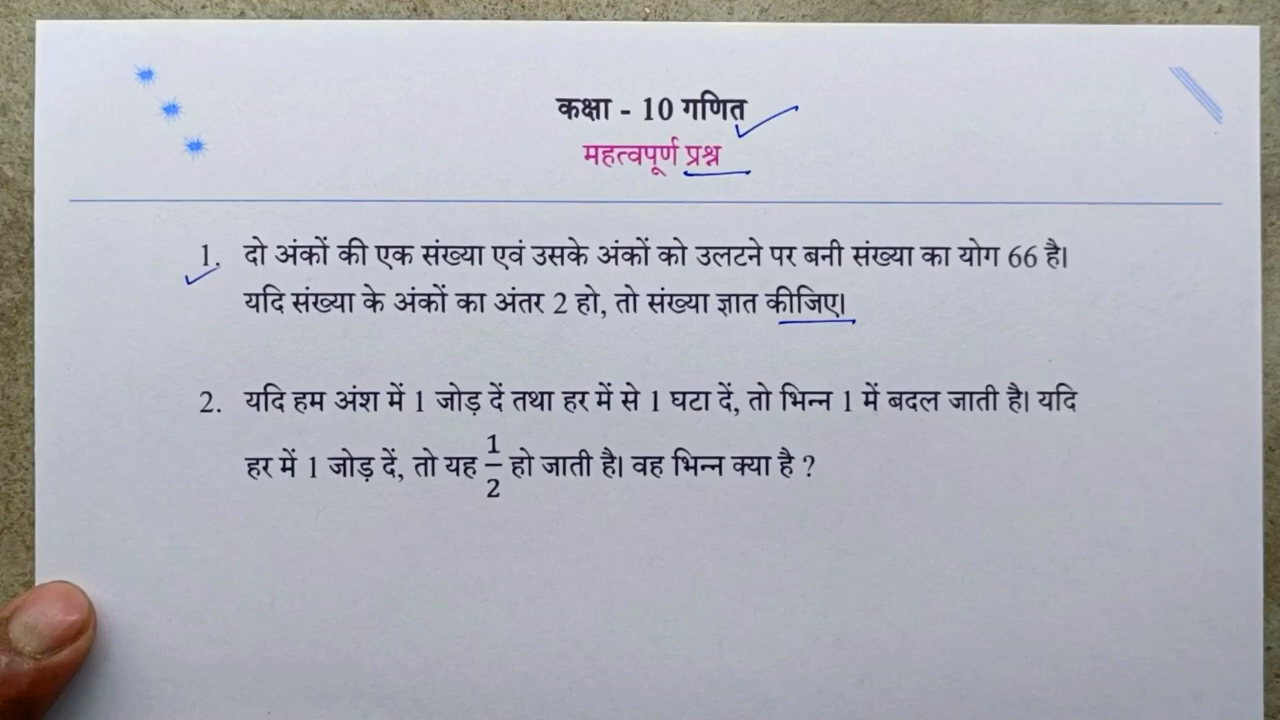 कक्षा - 10 गणित
महत्वपूर्ण प्रश्न
1. दो अंकों की एक संख्या एवं उसके अंकों को उलटने पर बनी संख्या का योग 66 है।
यदि संख्या के अंकों का अंतर 2 हो, तो संख्या ज्ञात कीजिए।
2. यदि हम अंश में 1 जोड़ दें तथा हर में से 1 घटा दें, तो भिन्न 1 में बदल जाती है। यदि
हर में 1 जोड़ दें, तो यह 1/2 हो जाती है। वह भिन्न क्या है ?